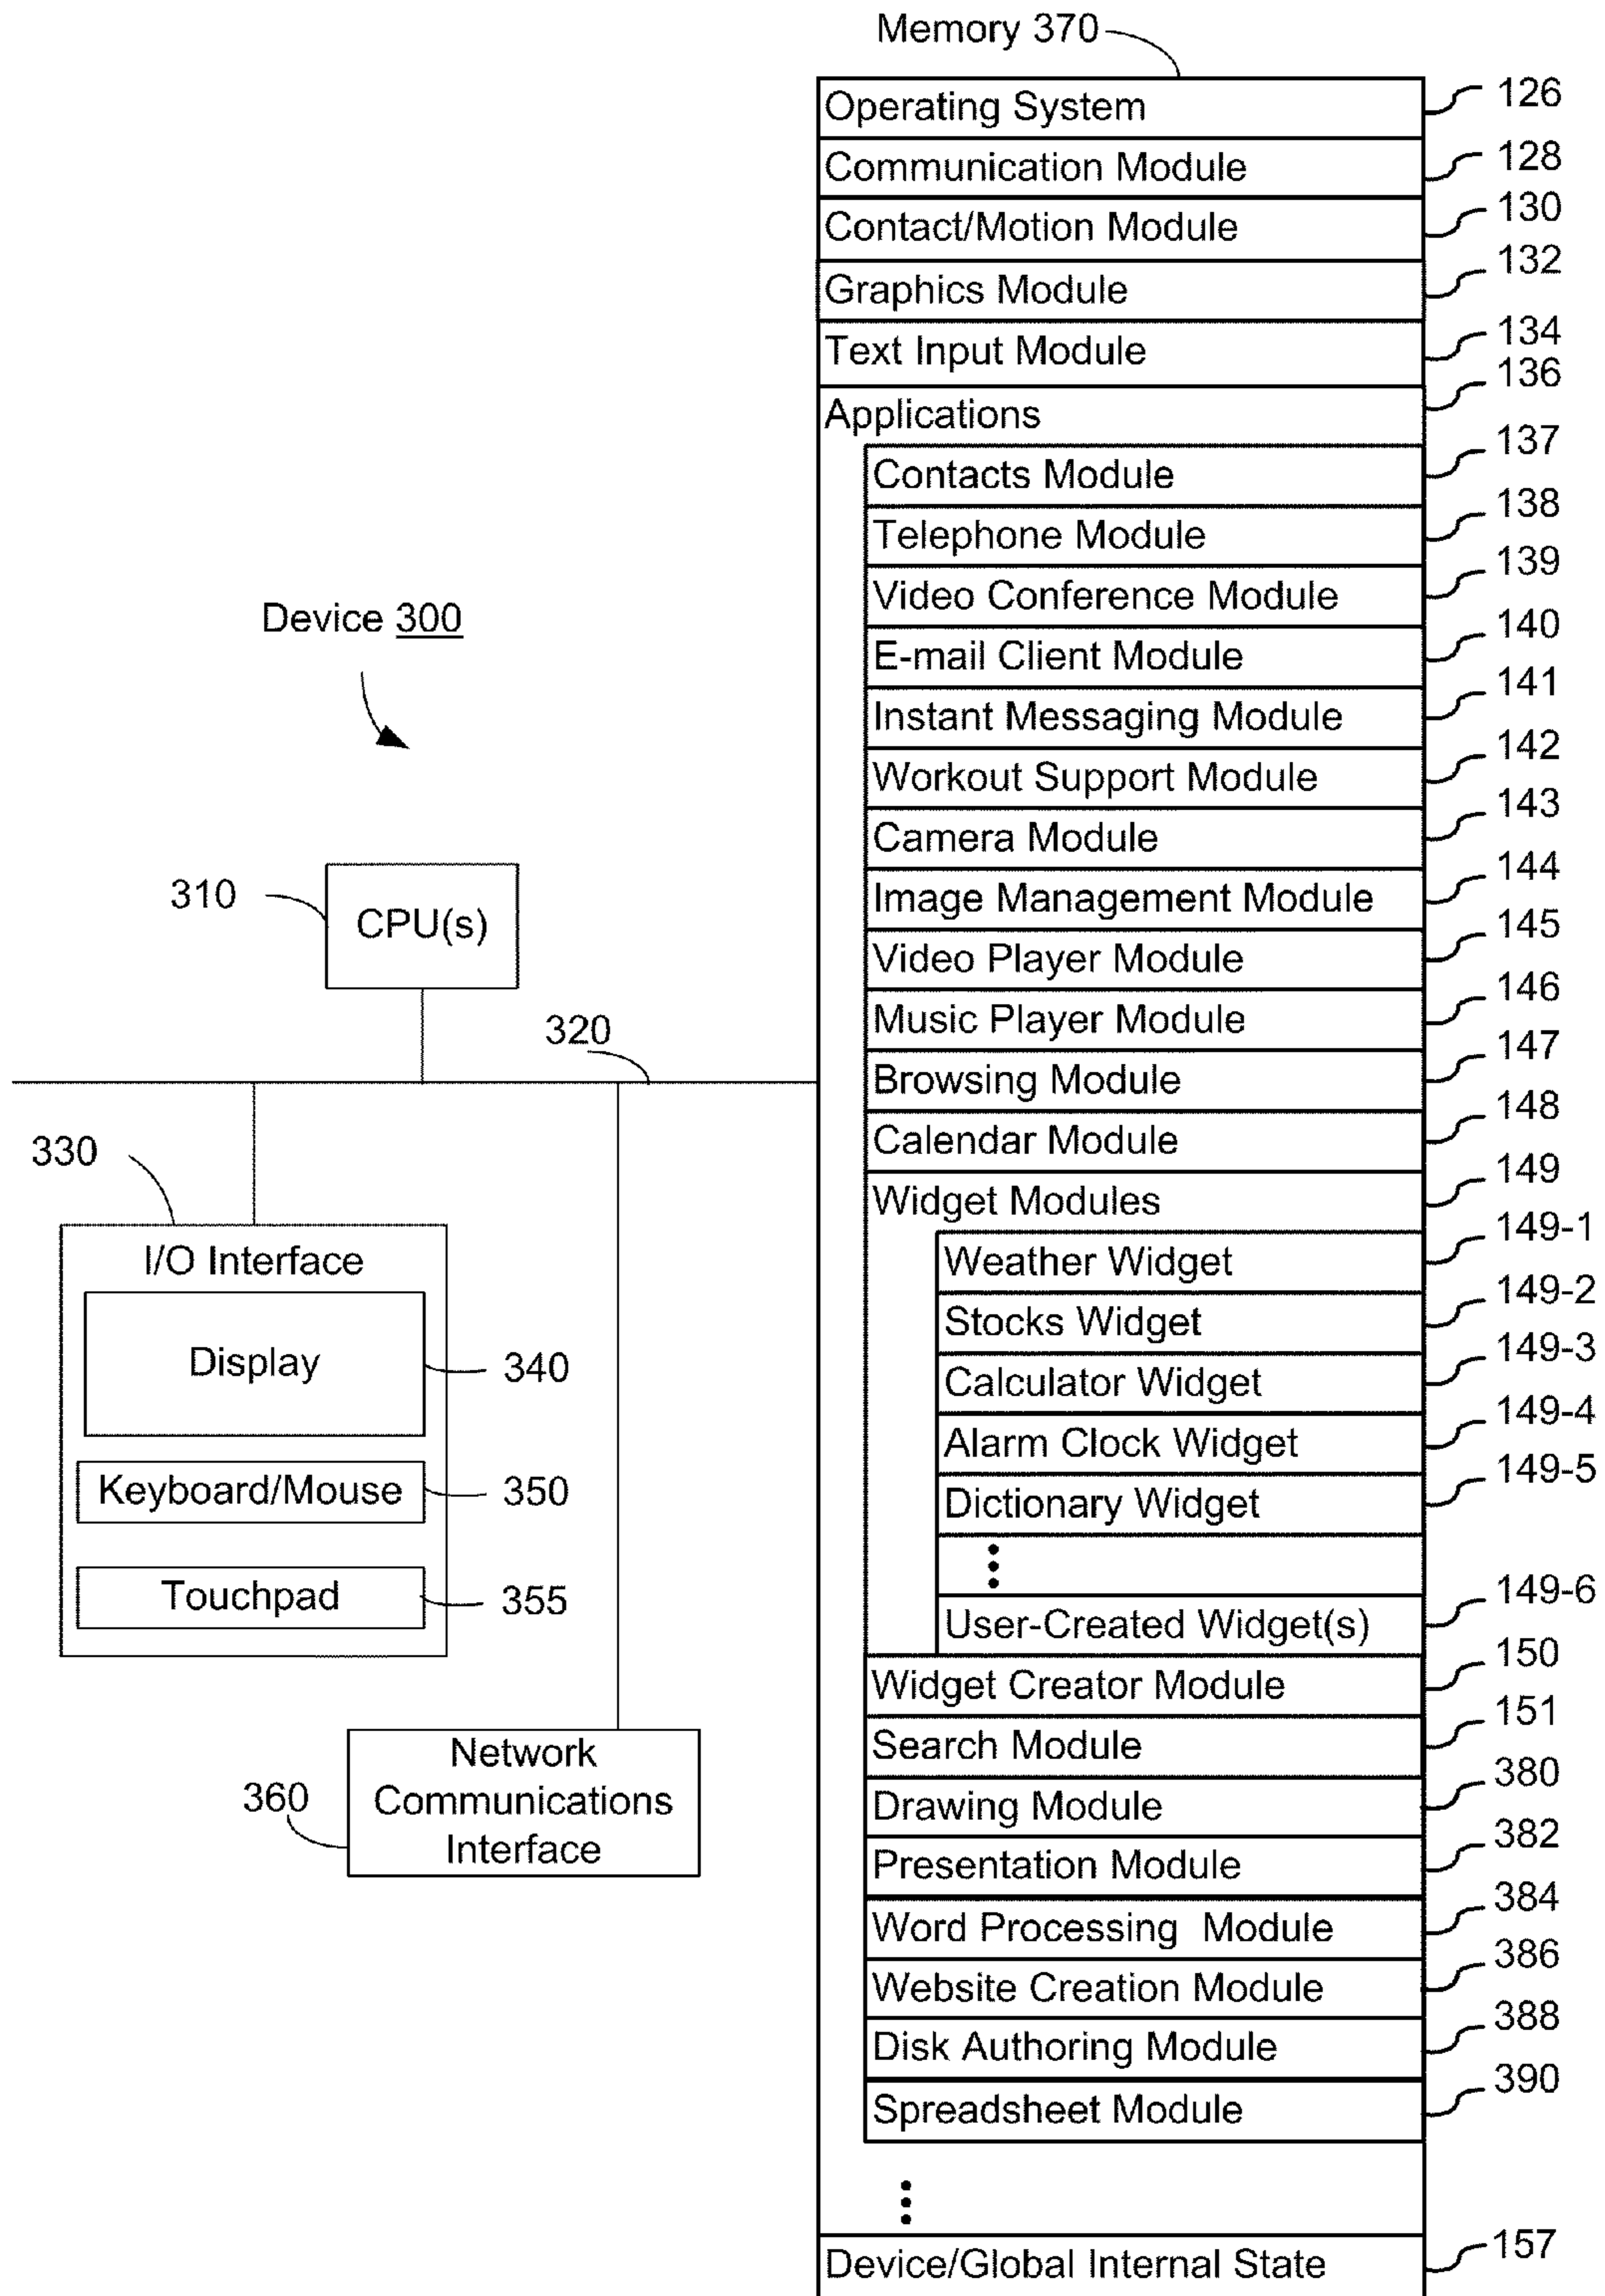 Memory 370
Operating System 126
Communication Module 128
Contact/Motion Module 130
Graphics Module 132
Text Input Module 134
Applications 136
Contacts Module 137
Telephone Module 138
Video Conference Module 139
E-mail Client Module 140
Instant Messaging Module 141
Workout Support Module 142
Camera Module 143
Image Management Module 144
Video Player Module 145
Music Player Module 146
Browsing Module 147
Calendar Module 148
Widget Modules 149
Weather Widget 149-1
Stocks Widget 149-2
Calculator Widget 149-3
Alarm Clock Widget 149-4
Dictionary Widget 149-5
User-Created Widget(s) 149-6
Widget Creator Module 150
Search Module 151
Drawing Module 380
Presentation Module 382
Word Processing Module 384
Website Creation Module 386
Disk Authoring Module 388
Spreadsheet Module 390
Device/Global Internal State 157
Device 300
310 CPU(s)
320
330
I/O Interface
Display 340
Keyboard/Mouse 350
Touchpad 355
360
Network
Communications
Interface